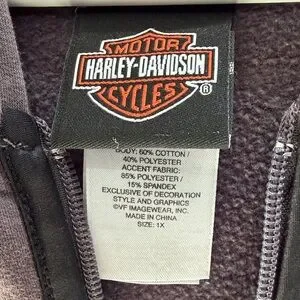 MOTOR
HARLEY-DAVIDSON
CYCLES
®
BODY: 60% COTTON /
40% POLYESTER
ACCENT FABRIC:
85% POLYESTER /
15% SPANDEX
EXCLUSIVE OF DECORATION
STYLE AND GRAPHICS
©VF IMAGEWEAR, INC.
MADE IN CHINA
SIZE: 1X